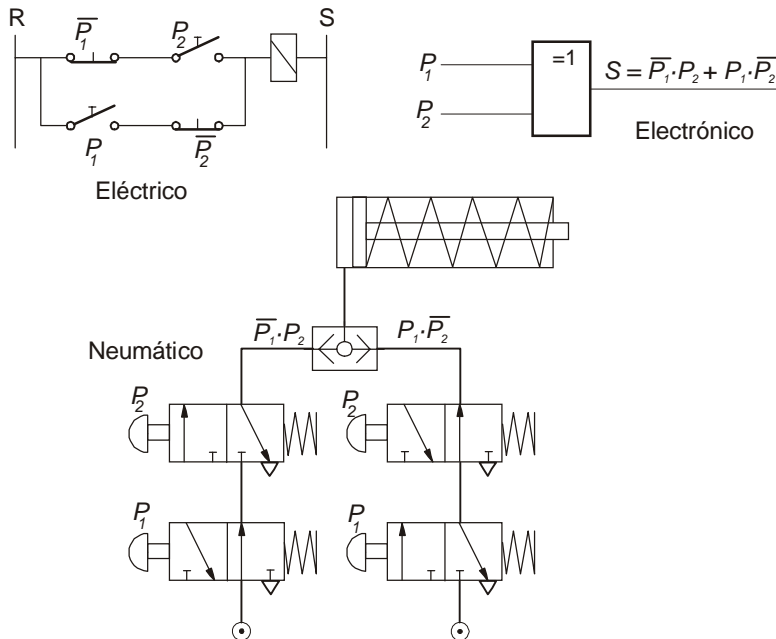 R
S
P̅₁
P₂
P₁
P̅₂
Eléctrico
P₁
P₂
=1
S = P̅₁·P₂ + P₁·P̅₂
Electrónico
Neumático
P̅₁·P₂
P₁·P̅₂
P₂
P₂
P₁
P₁